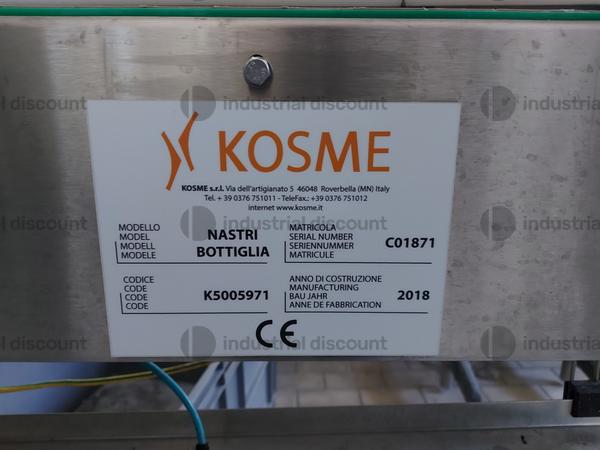 KOSME
KOSME s.r.l. Via dell'artigianato 5 46048 Roverbella (MN) Italy
Tel. + 39 0376 751011 - TeleFax.: +39 0376 751012
internet www.kosme.it
MODELLO
MODEL
MODELL
MODELE
NASTRI
BOTTIGLIA
MATRICOLA
SERIAL NUMBER
SERIENNUMMER
MATRICULE
C01871
CODICE
CODE
CODE
CODE
K5005971
ANNO DI COSTRUZIONE
MANUFACTURING
BAU JAHR
ANNE DE FABBRICATION
2018
CE
industrial discount
industrial discount
industrial discount
industrial discount
industrial discount
industrial discount